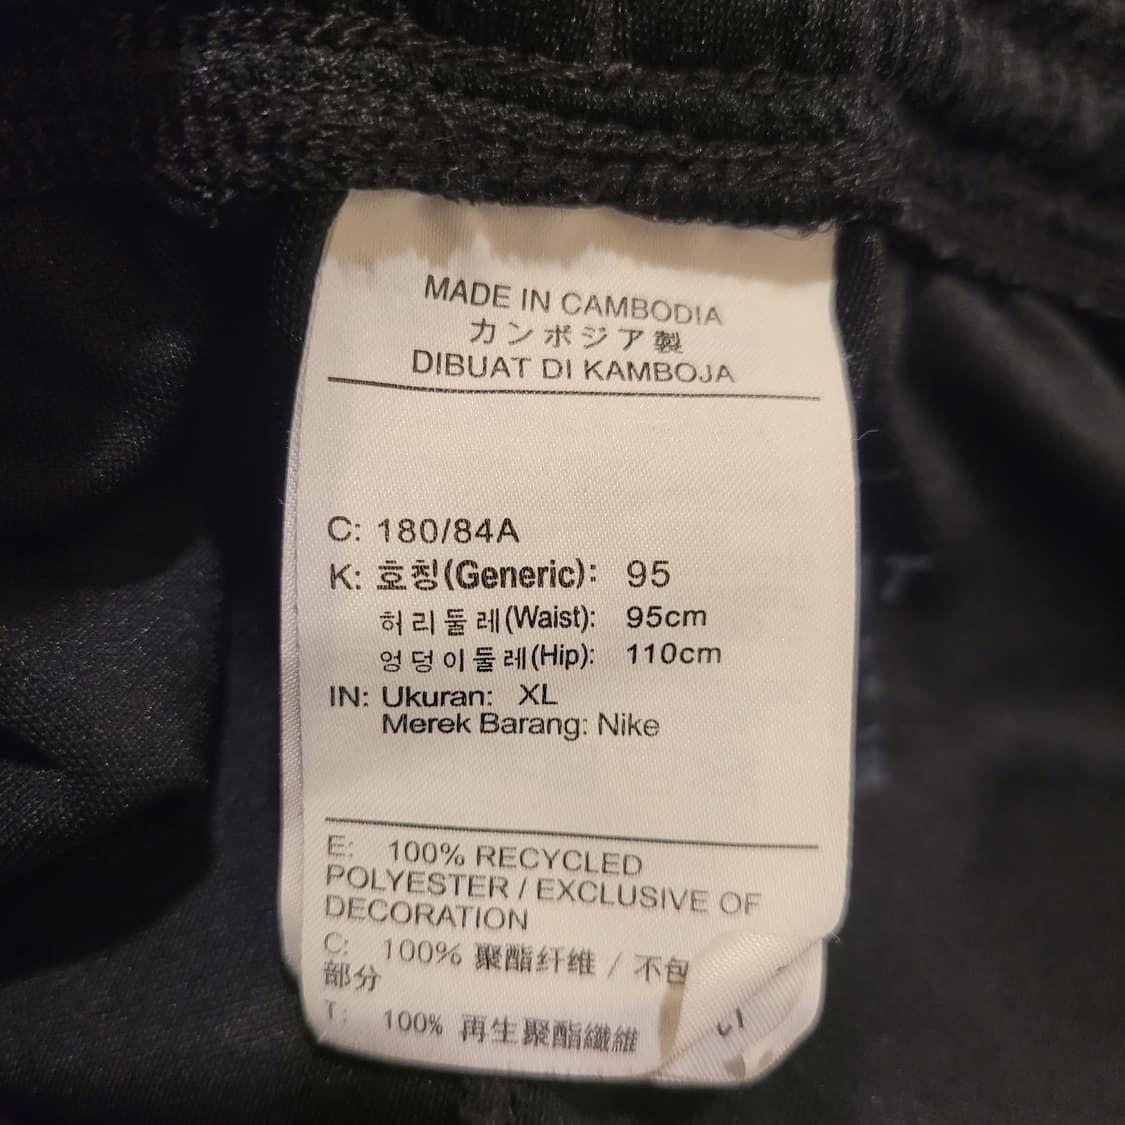 MADE IN CAMBODIA
カンボジア製
DIBUAT DI KAMBOJA
C: 180/84A
K: 호칭(Generic): 95
허리둘레(Waist): 95cm
엉덩이둘레(Hip): 110cm
IN: Ukuran: XL
Merek Barang: Nike
E: 100% RECYCLED
POLYESTER / EXCLUSIVE OF
DECORATION
C: 100% 聚酯纤维 / 不包
部分
T: 100% 再生聚酯纖維